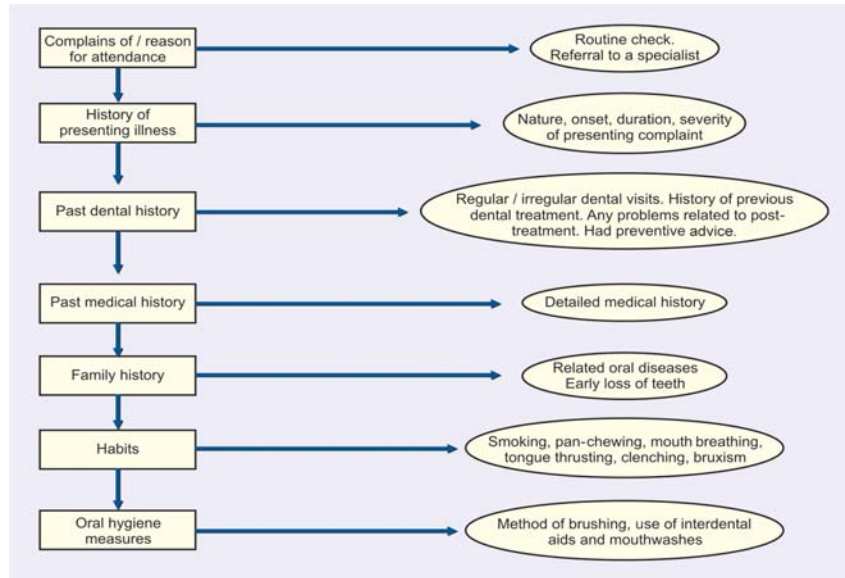 Complains of / reason
for attendance
Routine check.
Referral to a specialist
History of
presenting illness
Nature, onset, duration, severity
of presenting complaint
Past dental history
Regular / irregular dental visits. History of previous
dental treatment. Any problems related to post-
treatment. Had preventive advice.
Past medical history
Detailed medical history
Family history
Related oral diseases
Early loss of teeth
Habits
Smoking, pan-chewing, mouth breathing,
tongue thrusting, clenching, bruxism
Oral hygiene
measures
Method of brushing, use of interdental
aids and mouthwashes